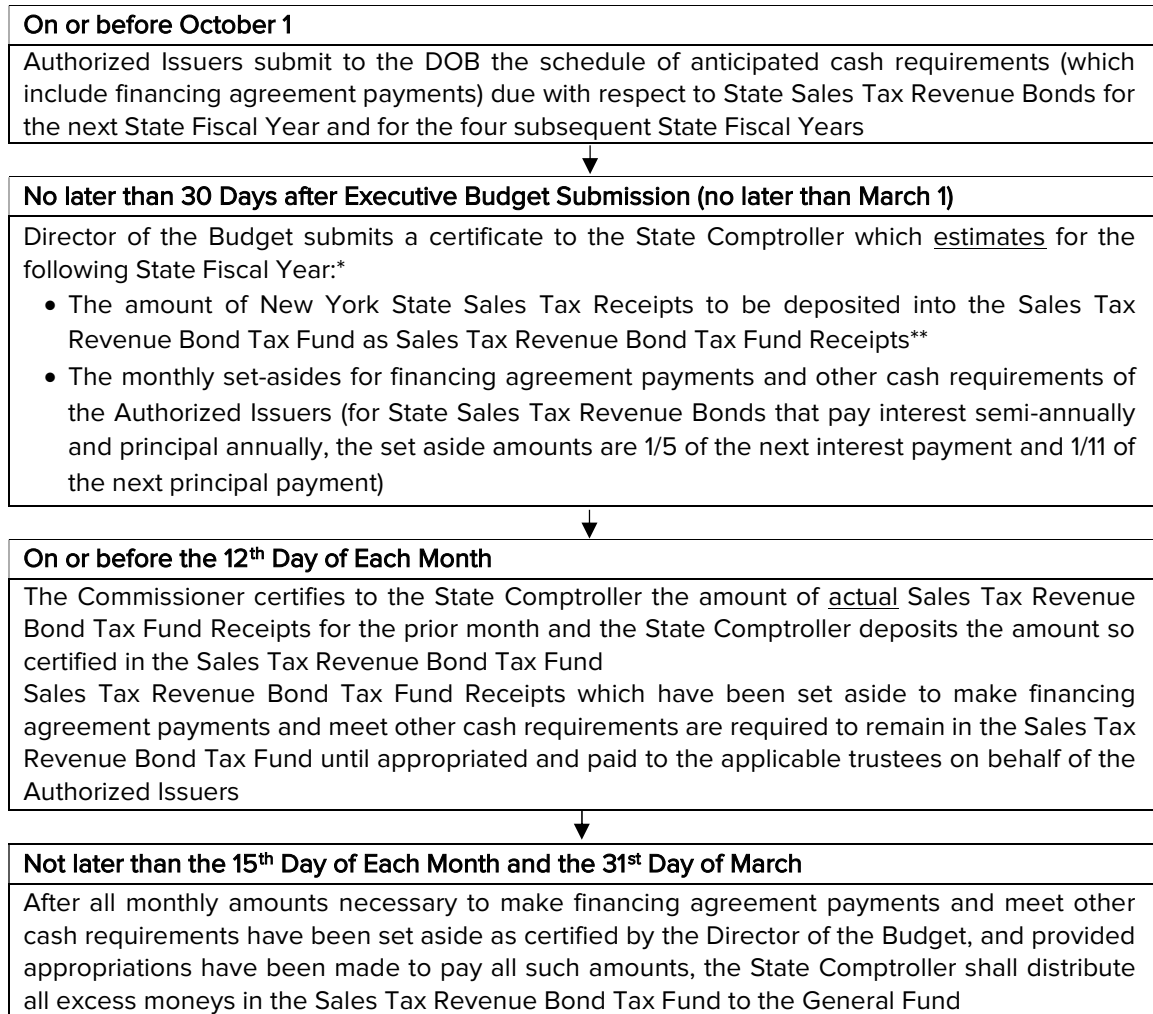 On or before October 1
Authorized Issuers submit to the DOB the schedule of anticipated cash requirements (which
include financing agreement payments) due with respect to State Sales Tax Revenue Bonds for
the next State Fiscal Year and for the four subsequent State Fiscal Years
No later than 30 Days after Executive Budget Submission (no later than March 1)
Director of the Budget submits a certificate to the State Comptroller which estimates for the
following State Fiscal Year:*
• The amount of New York State Sales Tax Receipts to be deposited into the Sales Tax
Revenue Bond Tax Fund as Sales Tax Revenue Bond Tax Fund Receipts**
• The monthly set-asides for financing agreement payments and other cash requirements of
the Authorized Issuers (for State Sales Tax Revenue Bonds that pay interest semi-annually
and principal annually, the set aside amounts are 1/5 of the next interest payment and 1/11 of
the next principal payment)
On or before the 12th Day of Each Month
The Commissioner certifies to the State Comptroller the amount of actual Sales Tax Revenue
Bond Tax Fund Receipts for the prior month and the State Comptroller deposits the amount so
certified in the Sales Tax Revenue Bond Tax Fund
Sales Tax Revenue Bond Tax Fund Receipts which have been set aside to make financing
agreement payments and meet other cash requirements are required to remain in the Sales Tax
Revenue Bond Tax Fund until appropriated and paid to the applicable trustees on behalf of the
Authorized Issuers
Not later than the 15th Day of Each Month and the 31st Day of March
After all monthly amounts necessary to make financing agreement payments and meet other
cash requirements have been set aside as certified by the Director of the Budget, and provided
appropriations have been made to pay all such amounts, the State Comptroller shall distribute
all excess moneys in the Sales Tax Revenue Bond Tax Fund to the General Fund